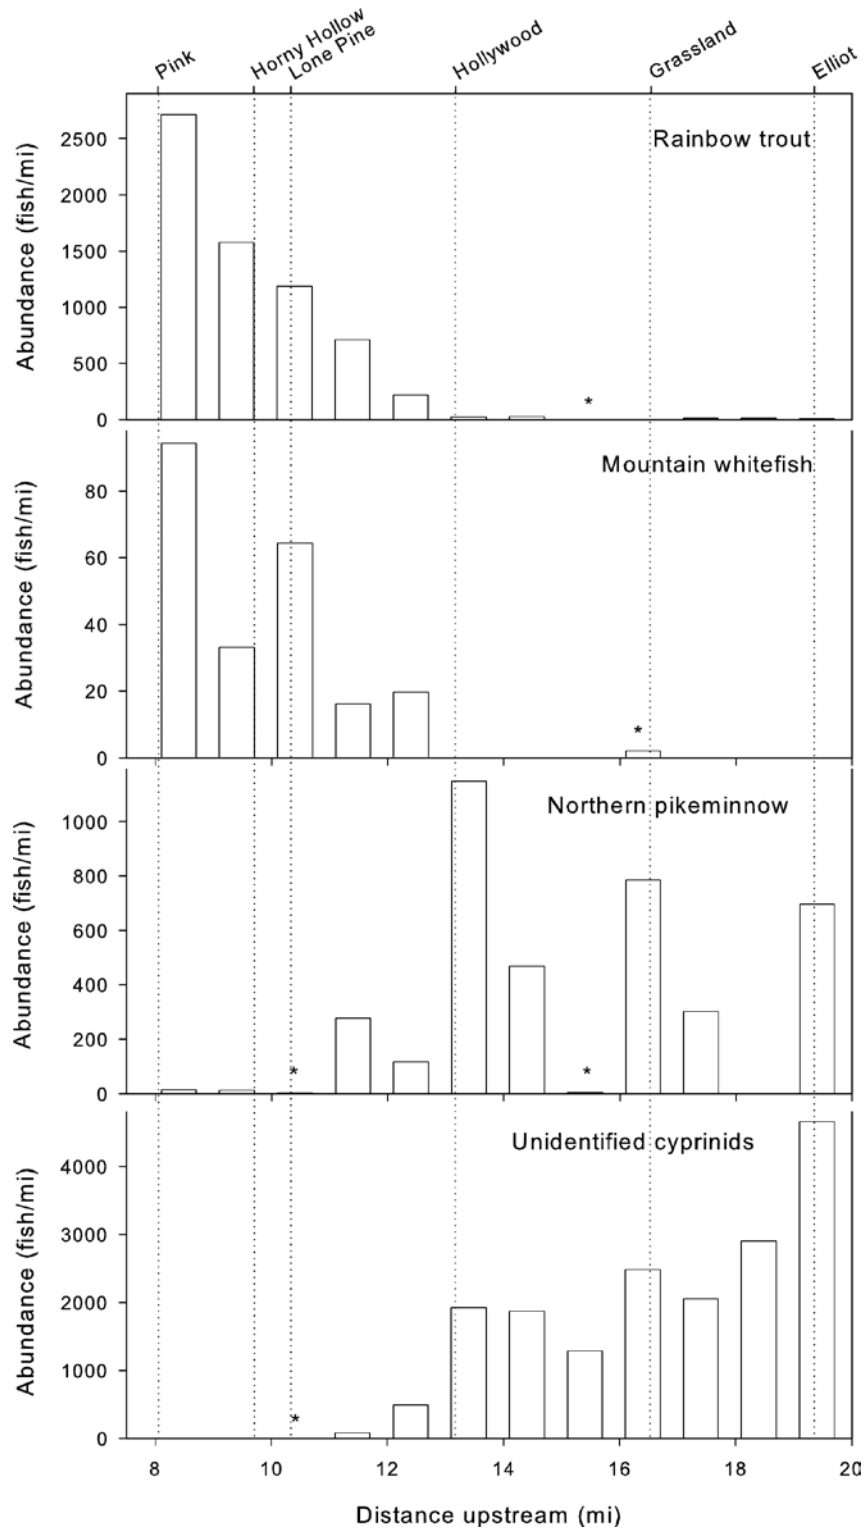 Pink
Horny Hollow
Lone Pine
Hollywood
Grassland
Elliot
Rainbow trout
Abundance (fish/mi)
2500
2000
1500
1000
500
0
*
Mountain whitefish
Abundance (fish/mi)
80
60
40
20
0
*
Northern pikeminnow
Abundance (fish/mi)
1000
800
600
400
200
0
*
*
Unidentified cyprinids
Abundance (fish/mi)
4000
3000
2000
1000
0
*
8 10 12 14 16 18 20
Distance upstream (mi)